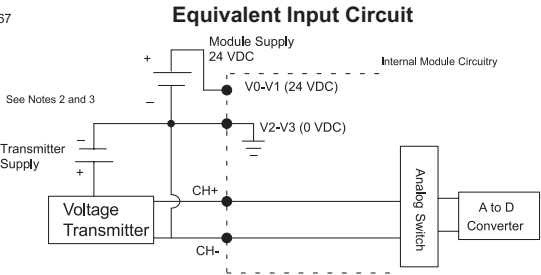 67
Equivalent Input Circuit
Module Supply
24 VDC
+
Internal Module Circuitry
V0-V1 (24 VDC)
See Notes 2 and 3
–
V2-V3 (0 VDC)
Transmitter
Supply
–
+
CH+
Voltage
Transmitter
CH-
Analog Switch
A to D
Converter